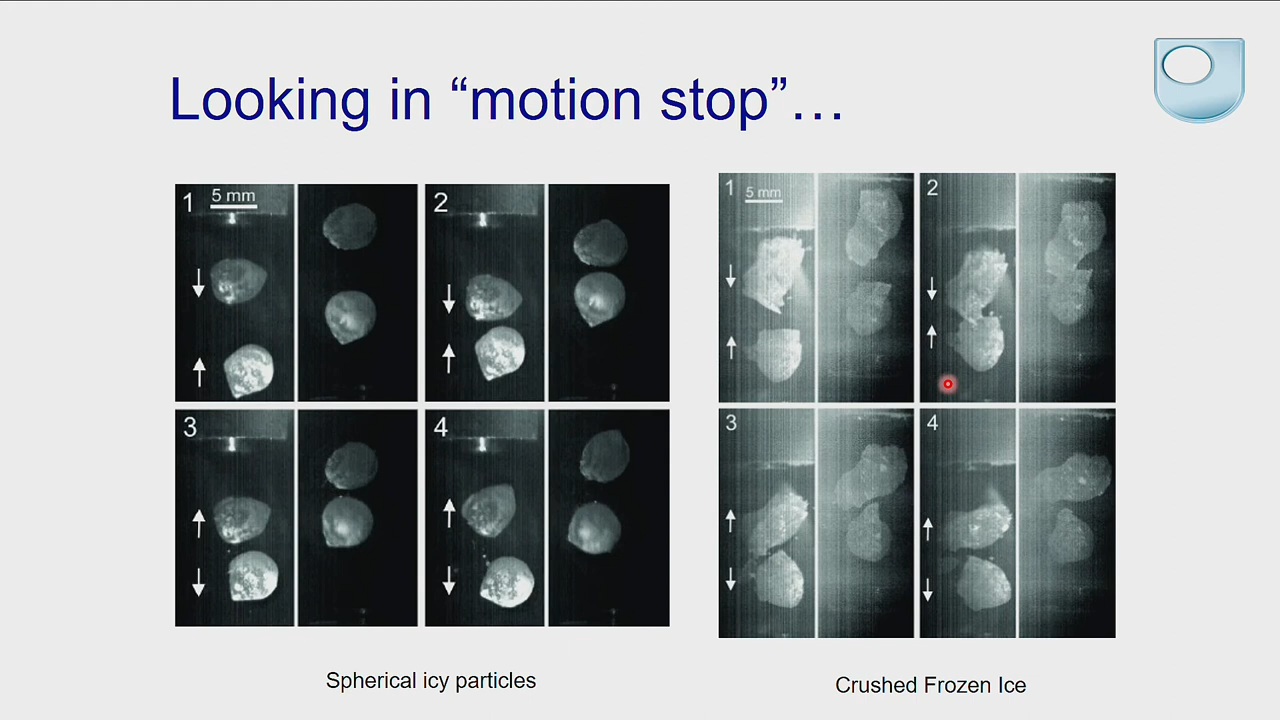 Looking in “motion stop”…
1
5 mm
2
3
4
1
5 mm
2
3
4
Spherical icy particles
Crushed Frozen Ice